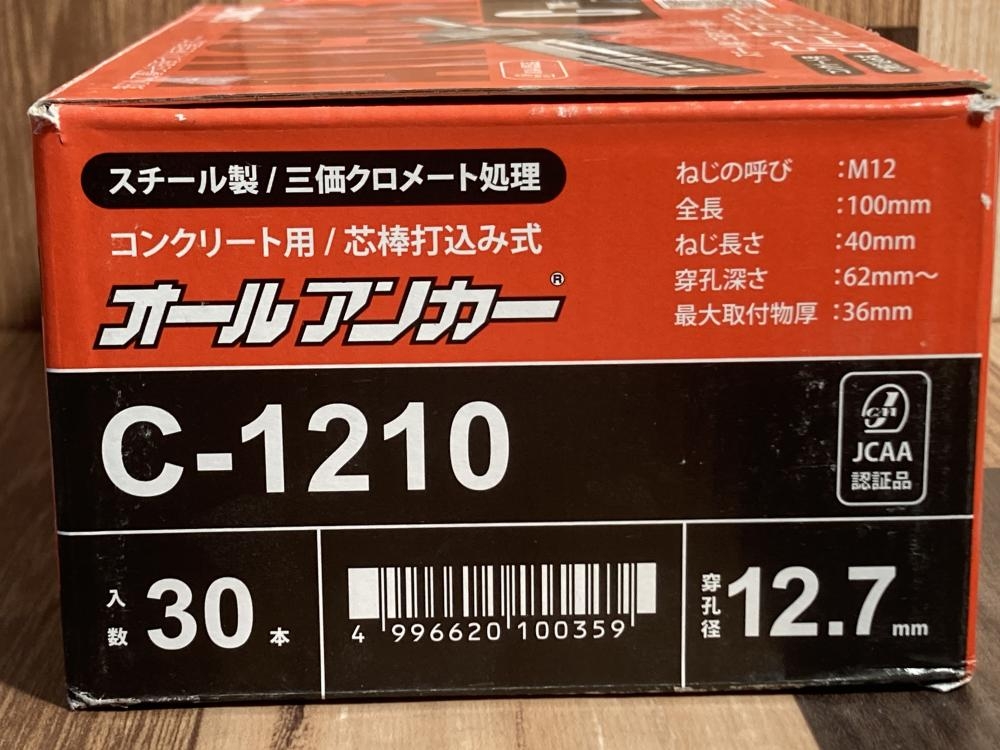 スチール製 / 三価クロメート処理
コンクリート用 / 芯棒打込み式
オールアンカー®
ねじの呼び :M12
全長 :100mm
ねじ長さ :40mm
穿孔深さ :62mm～
最大取付物厚 :36mm
C-1210
JCAA
認証品
入数 30 本
4 996620 100359
穿孔径 12.7 mm